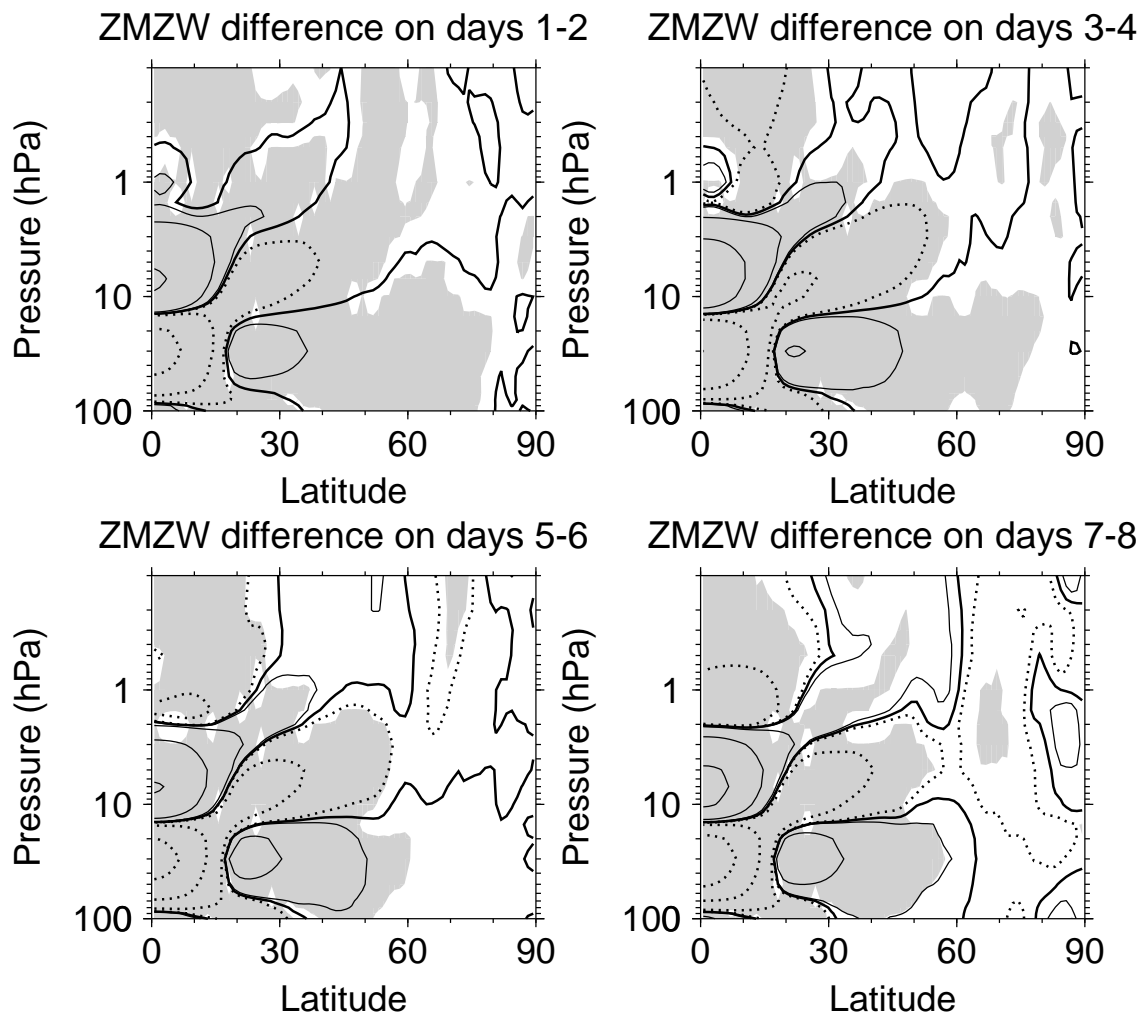 ZMZW difference on days 1-2
Pressure (hPa)
1
10
100
0 30 60 90
Latitude
ZMZW difference on days 3-4
Pressure (hPa)
1
10
100
0 30 60 90
Latitude
ZMZW difference on days 5-6
Pressure (hPa)
1
10
100
0 30 60 90
Latitude
ZMZW difference on days 7-8
Pressure (hPa)
1
10
100
0 30 60 90
Latitude